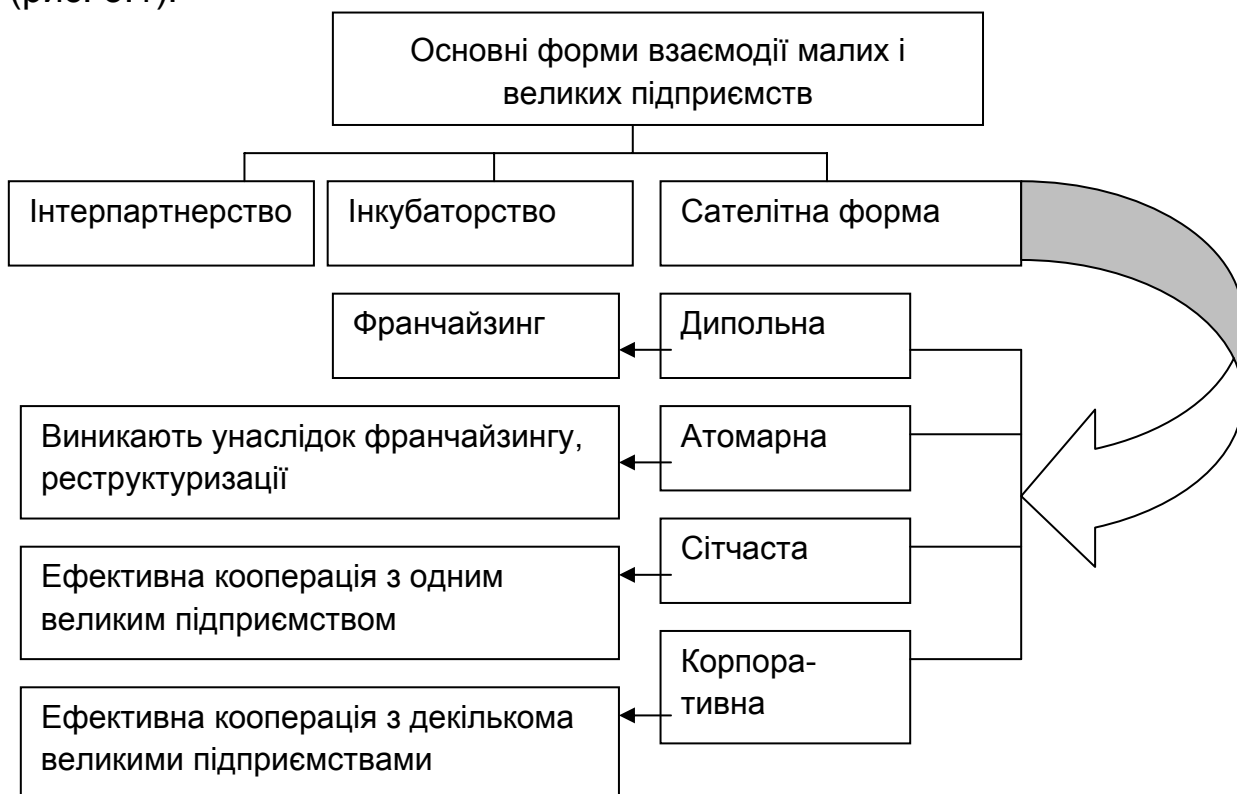 Основні форми взаємодії малих і
великих підприємств
Інтерпартнерство
Інкубаторство
Сателітна форма
Франчайзинг
Дипольна
Виникають унаслідок франчайзингу,
реструктуризації
Атомарна
Ефективна кооперація з одним
великим підприємством
Сітчаста
Ефективна кооперація з декількома
великими підприємствами
Корпора-
тивна